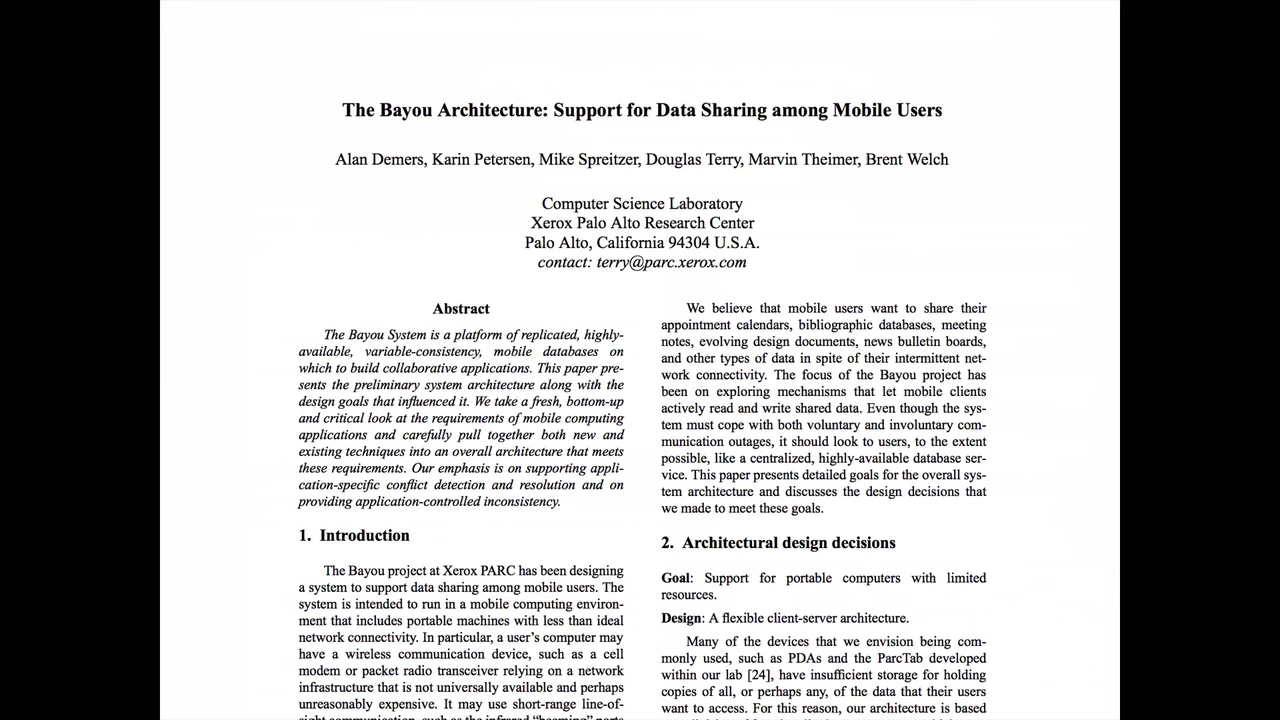 The Bayou Architecture: Support for Data Sharing among Mobile Users
Alan Demers, Karin Petersen, Mike Spreitzer, Douglas Terry, Marvin Theimer, Brent Welch
Computer Science Laboratory
Xerox Palo Alto Research Center
Palo Alto, California 94304 U.S.A.
contact: terry@parc.xerox.com
Abstract
The Bayou System is a platform of replicated, highly-
available, variable-consistency, mobile databases on
which to build collaborative applications. This paper pre-
sents the preliminary system architecture along with the
design goals that influenced it. We take a fresh, bottom-up
and critical look at the requirements of mobile computing
applications and carefully pull together both new and
existing techniques into an overall architecture that meets
these requirements. Our emphasis is on supporting appli-
cation-specific conflict detection and resolution and on
providing application-controlled inconsistency.
1. Introduction
The Bayou project at Xerox PARC has been designing
a system to support data sharing among mobile users. The
system is intended to run in a mobile computing environ-
ment that includes portable machines with less than ideal
network connectivity. In particular, a user's computer may
have a wireless communication device, such as a cell
modem or packet radio transceiver relying on a network
infrastructure that is not universally available and perhaps
unreasonably expensive. It may use short-range line-of-
sight communication, such as the infrared "beaming" ports
We believe that mobile users want to share their
appointment calendars, bibliographic databases, meeting
notes, evolving design documents, news bulletin boards,
and other types of data in spite of their intermittent net-
work connectivity. The focus of the Bayou project has
been on exploring mechanisms that let mobile clients
actively read and write shared data. Even though the sys-
tem must cope with both voluntary and involuntary com-
munication outages, it should look to users, to the extent
possible, like a centralized, highly-available database ser-
vice. This paper presents detailed goals for the overall sys-
tem architecture and discusses the design decisions that
we made to meet these goals.
2. Architectural design decisions
Goal: Support for portable computers with limited
resources.
Design: A flexible client-server architecture.
Many of the devices that we envision being com-
monly used, such as PDAs and the ParcTab developed
within our lab [24], have insufficient storage for holding
copies of all, or perhaps any, of the data that their users
want to access. For this reason, our architecture is based